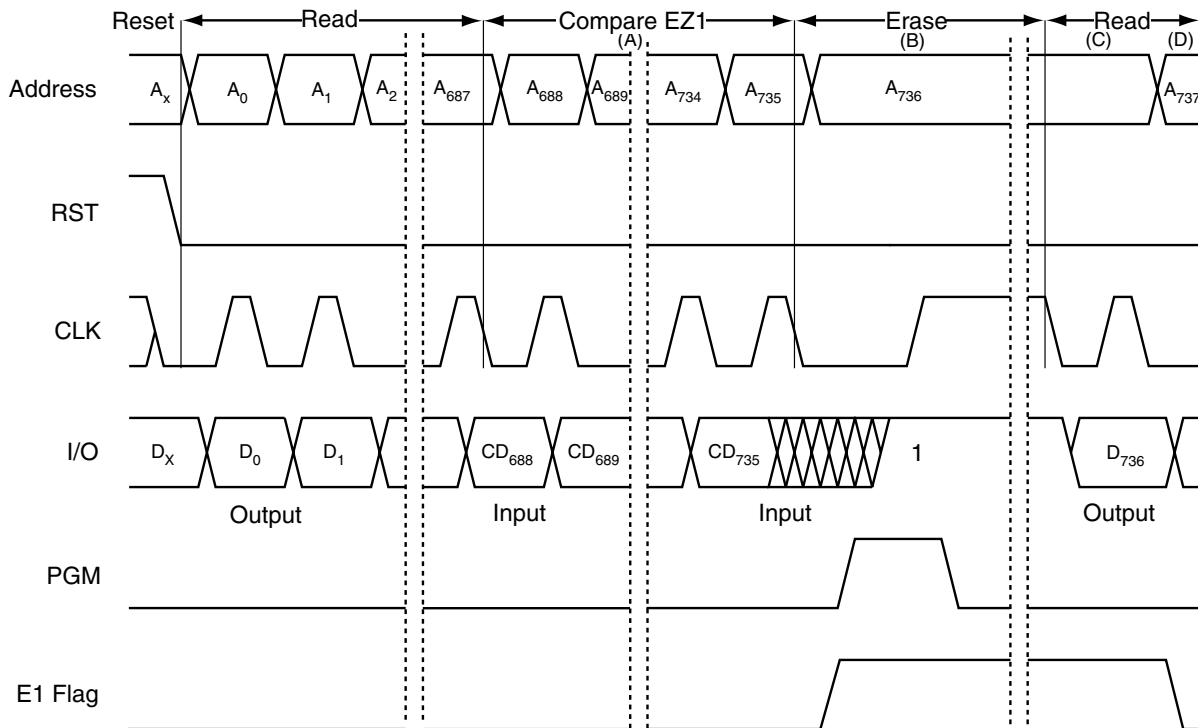 Reset Read Compare EZ1 Erase Read
(A) (B) (C) (D)
Address Aₓ A₀ A₁ A₂ A₆₈₇ A₆₈₈ A₆₈₉ A₇₃₄ A₇₃₅ A₇₃₆ A₇₃₇
RST
CLK
I/O D_X D₀ D₁ CD₆₈₈ CD₆₈₉ CD₇₃₅ 1 D₇₃₆
Output Input Input Output
PGM
E1 Flag